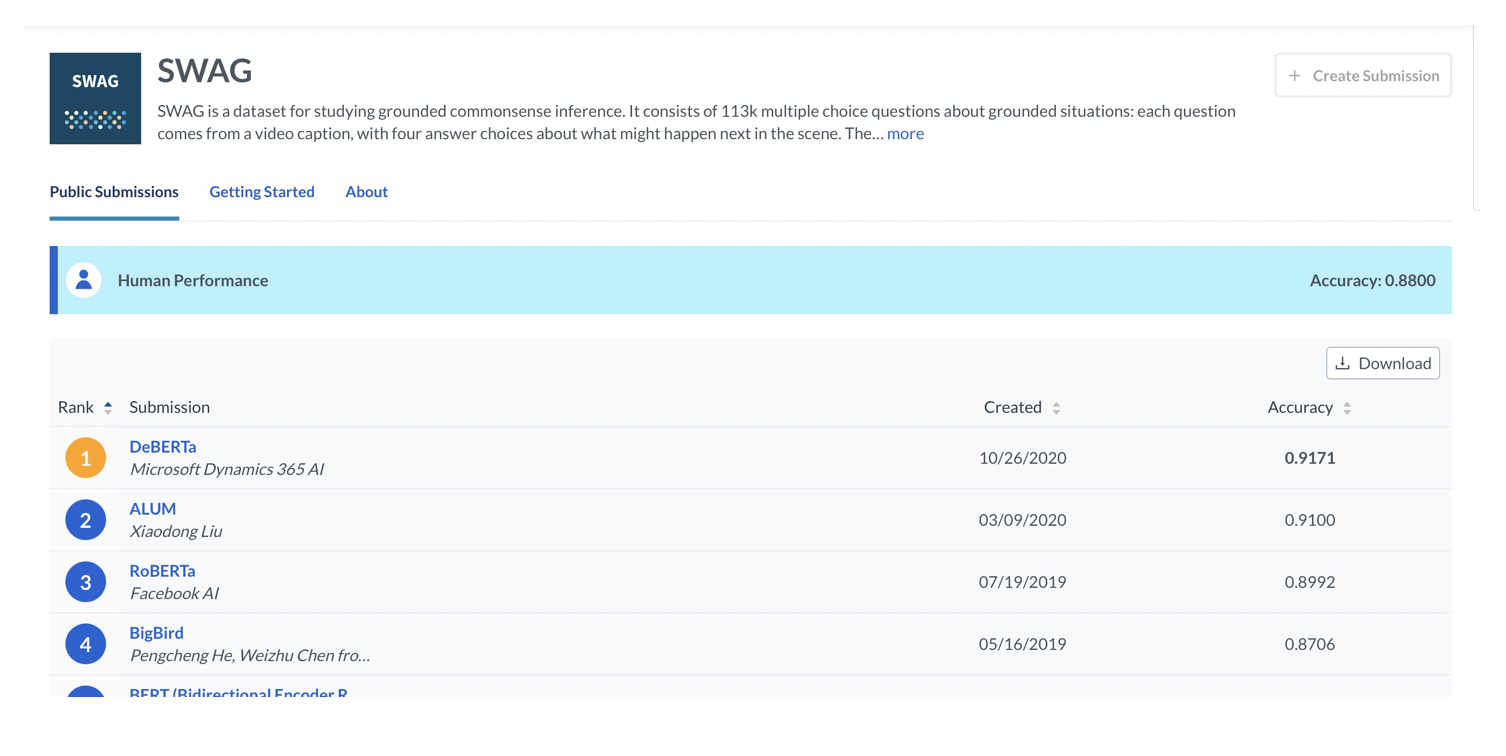 SWAG
SWAG
+ Create Submission
SWAG is a dataset for studying grounded commonsense inference. It consists of 113k multiple choice questions about grounded situations: each question
comes from a video caption, with four answer choices about what might happen next in the scene. The... more
Public Submissions Getting Started About
Human Performance Accuracy: 0.8800
Download
Rank Submission Created Accuracy
1 DeBERTa 10/26/2020 0.9171
Microsoft Dynamics 365 AI
2 ALUM 03/09/2020 0.9100
Xiaodong Liu
3 RoBERTa 07/19/2019 0.8992
Facebook AI
4 BigBird 05/16/2019 0.8706
Pengcheng He, Weizhu Chen fro...
BERT (Bidirectional Encoder R